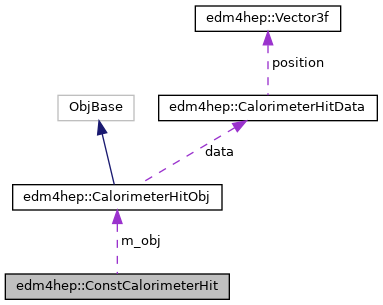 edm4hep::Vector3f
position
ObjBase
edm4hep::CalorimeterHitData
data
edm4hep::CalorimeterHitObj
m_obj
edm4hep::ConstCalorimeterHit